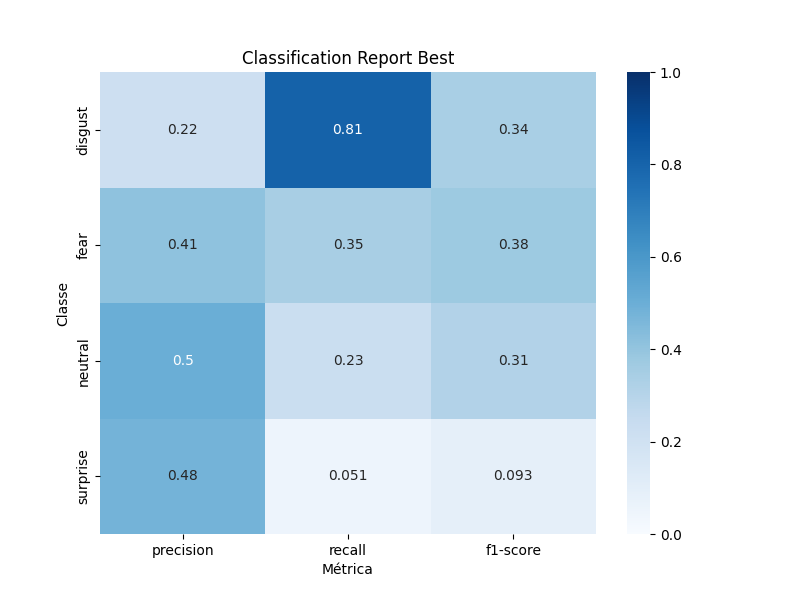 Classification Report Best
Classe
disgust
0.22 0.81 0.34
fear
0.41 0.35 0.38
neutral
0.5 0.23 0.31
surprise
0.48 0.051 0.093
precision recall f1-score
Métrica
1.0
0.8
0.6
0.4
0.2
0.0